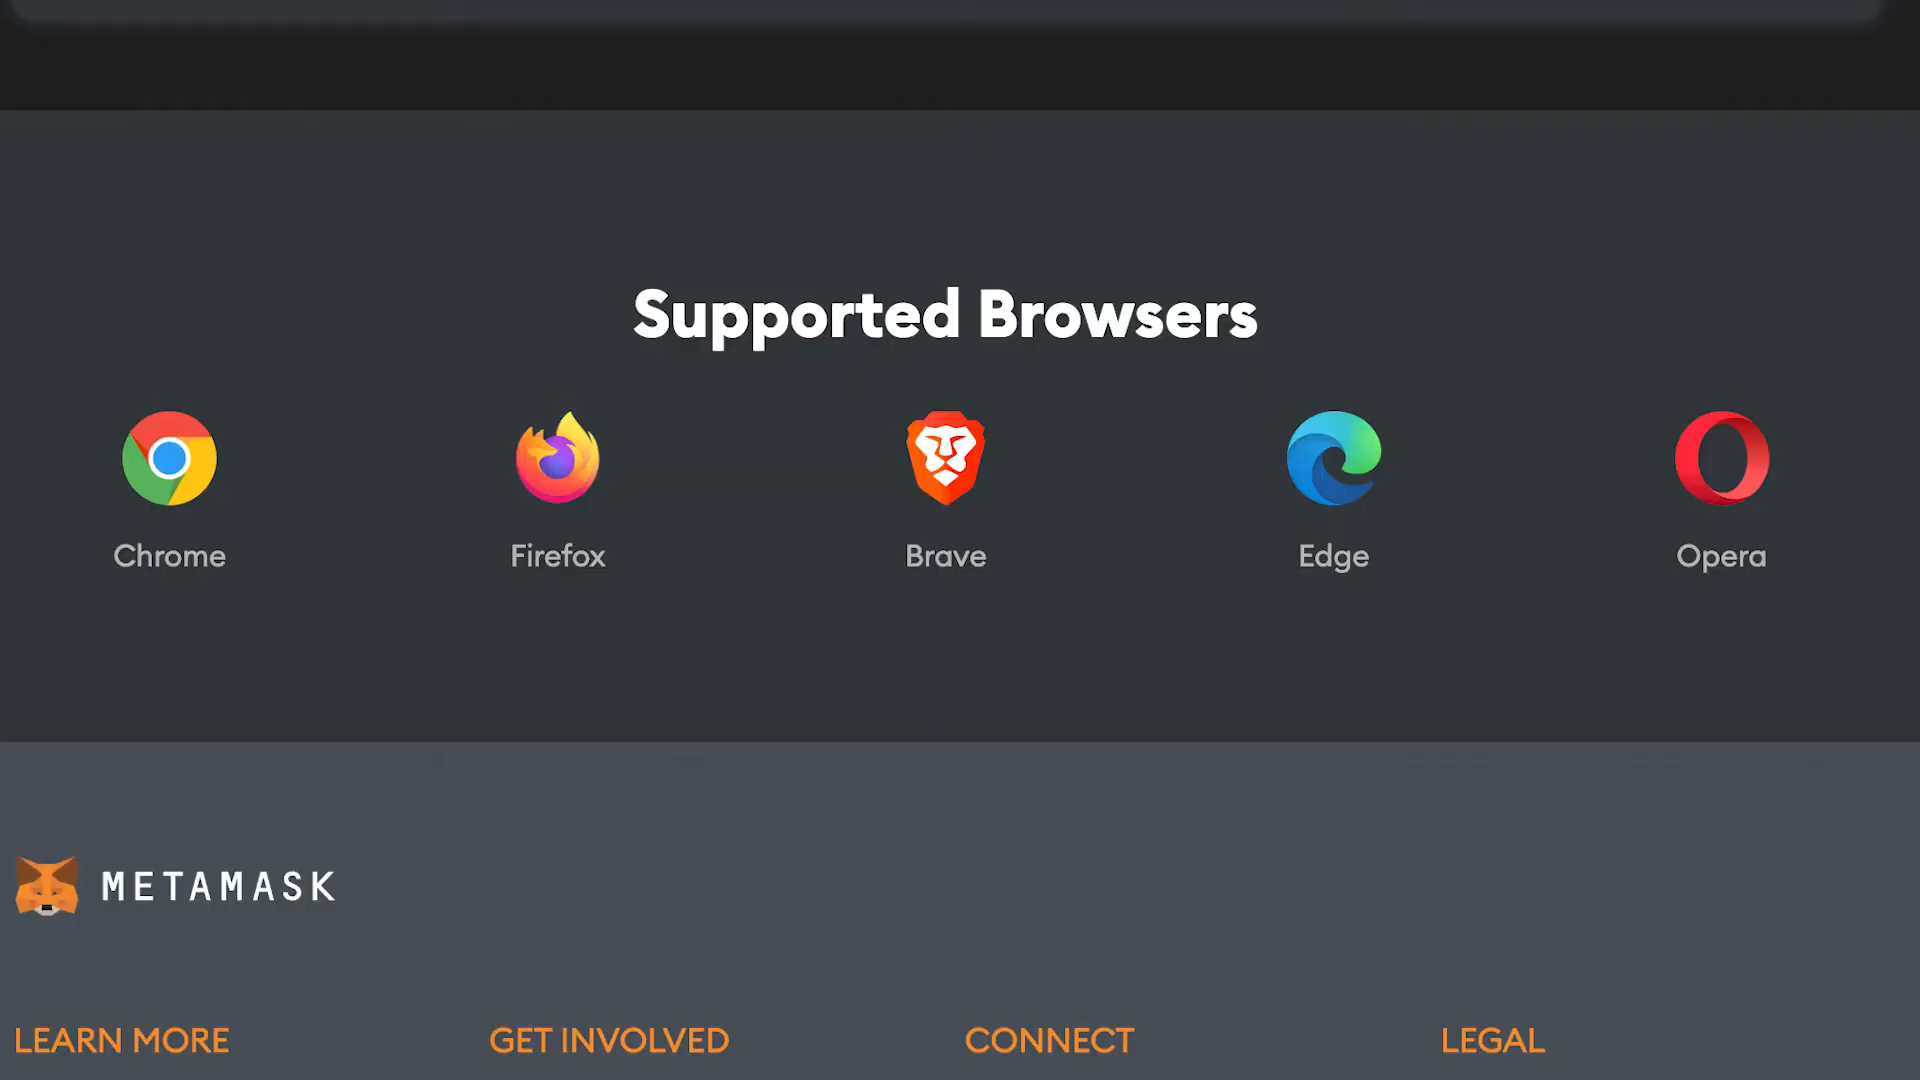 Supported Browsers
Chrome Firefox Brave Edge Opera
METAMASK
LEARN MORE GET INVOLVED CONNECT LEGAL